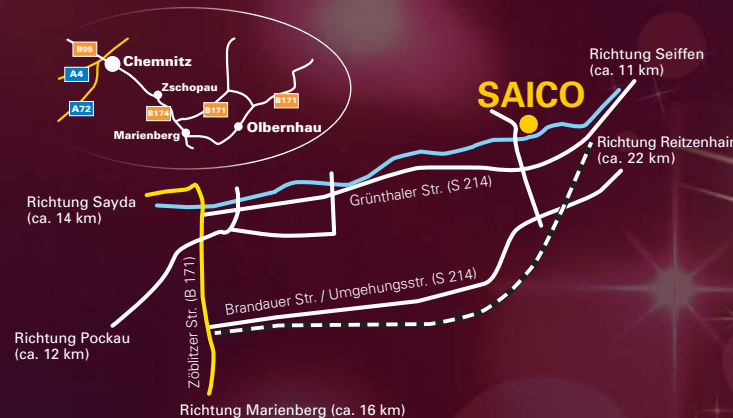 B95
Chemnitz
A4
Zschopau
A72
B174
B171
B171
Marienberg
Olbernhau
SAICO
Richtung Seiffen
(ca. 11 km)
Richtung Reitzenhain
(ca. 22 km)
Richtung Sayda
(ca. 14 km)
Grünthaler Str. (S 214)
Zöblitzer Str. (B 171)
Brandauer Str. / Umgehungsstr. (S 214)
Richtung Pockau
(ca. 12 km)
Richtung Marienberg (ca. 16 km)